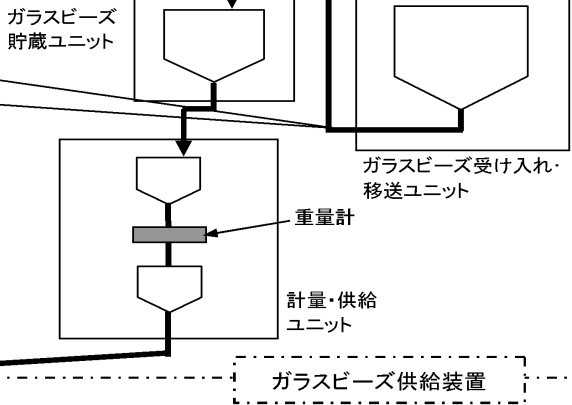 ガラスビーズ
貯蔵ユニット
ガラスビーズ受け入れ・
移送ユニット
重量計
計量・供給
ユニット
ガラスビーズ供給装置